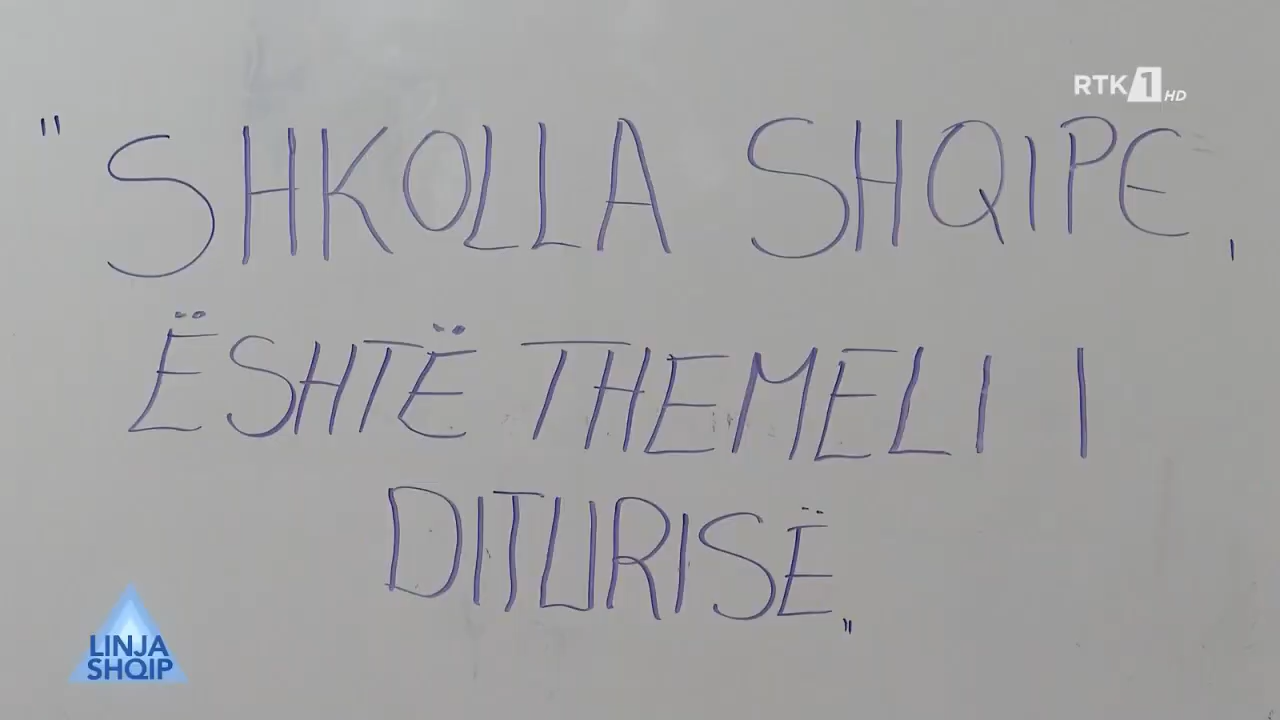 RTK 1 HD
"SHKOLLA SHQIPE,
ËSHTË THEMELI I
DITURISË„
LINJA
SHQIP